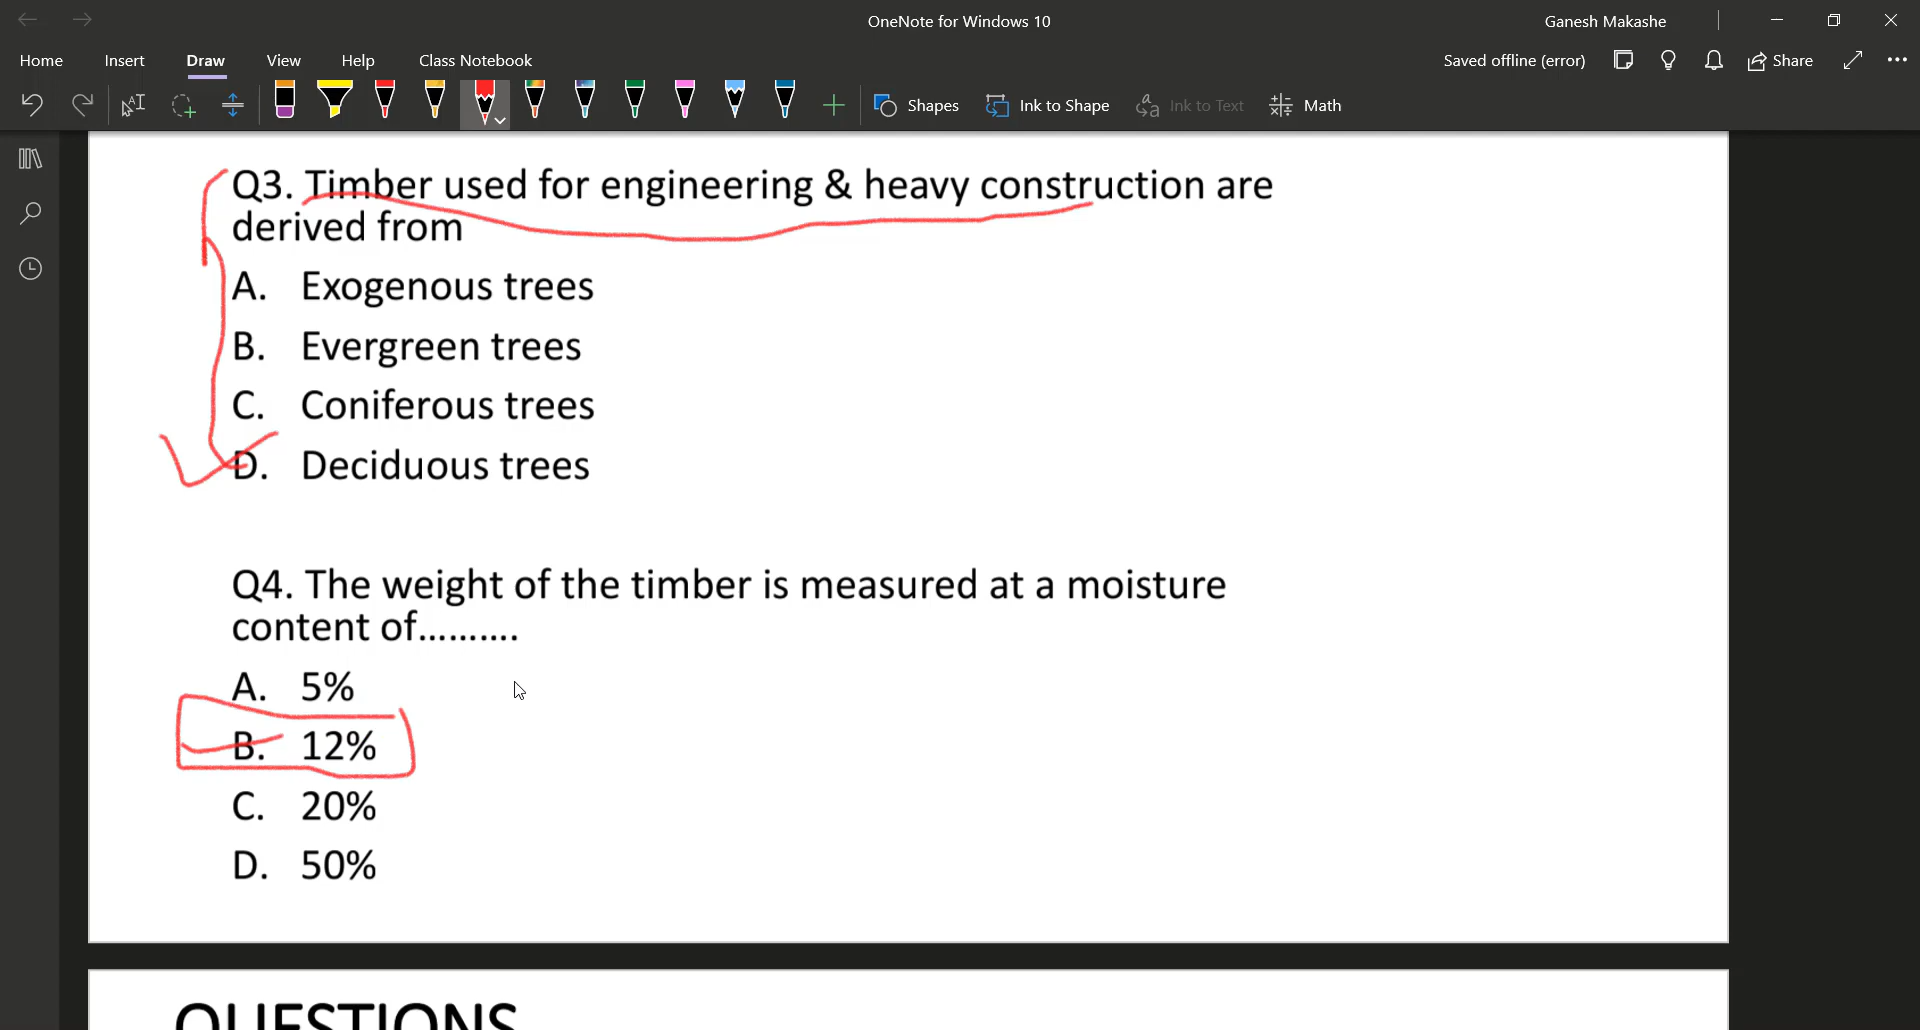 OneNote for Windows 10
Ganesh Makashe
Home Insert Draw View Help Class Notebook
Saved offline (error) Share
Shapes Ink to Shape Ink to Text Math
Q3. Timber used for engineering & heavy construction are
derived from
A. Exogenous trees
B. Evergreen trees
C. Coniferous trees
D. Deciduous trees
Q4. The weight of the timber is measured at a moisture
content of..........
A. 5%
B. 12%
C. 20%
D. 50%
QUESTIONS